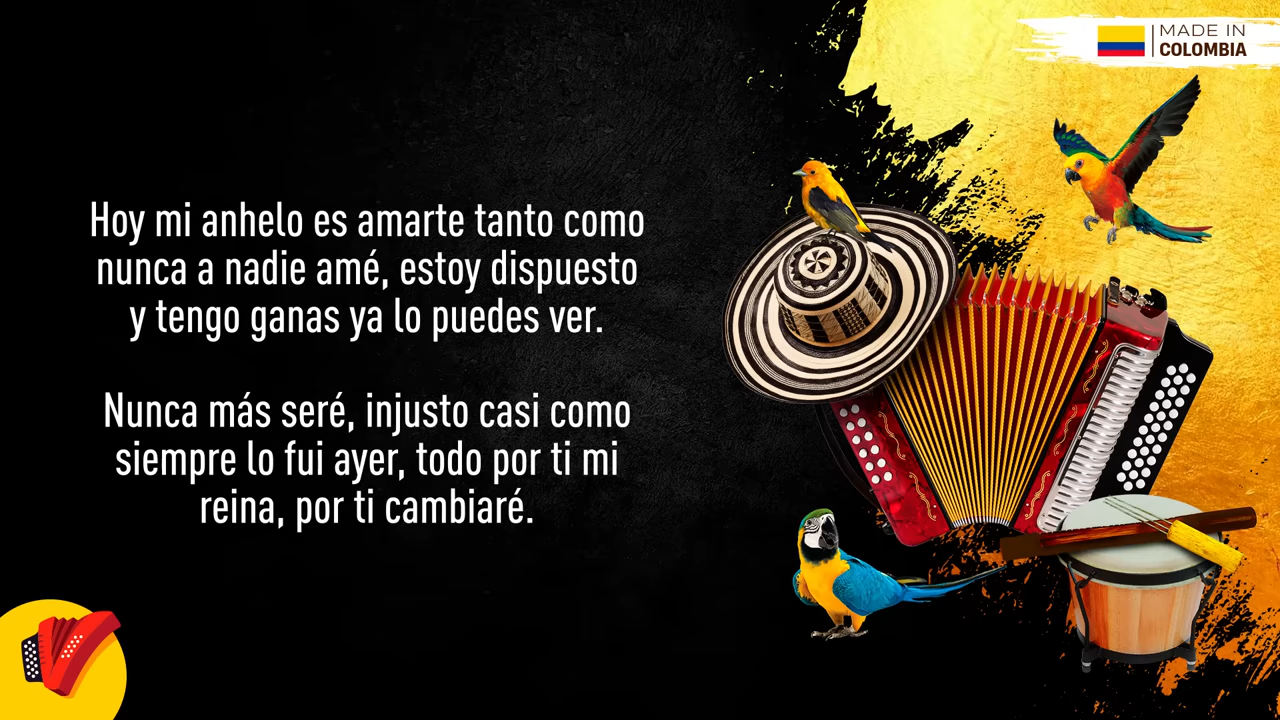 MADE IN
COLOMBIA
Hoy mi anhelo es amarte tanto como
nunca a nadie amé, estoy dispuesto
y tengo ganas ya lo puedes ver.
Nunca más seré, injusto casi como
siempre lo fui ayer, todo por ti mi
reina, por ti cambiaré.